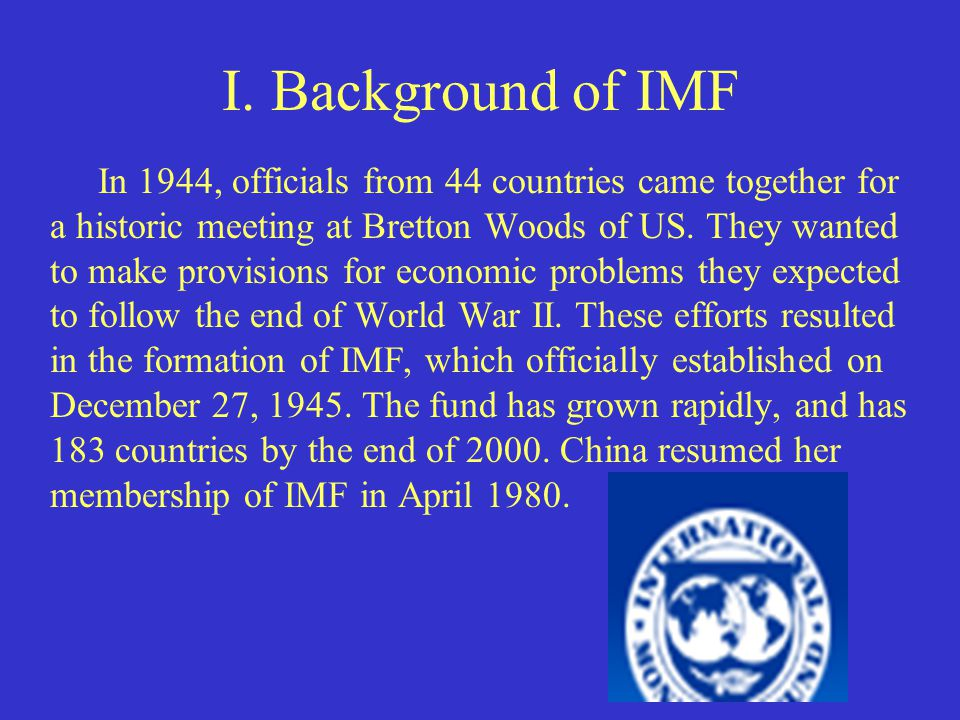 I. Background of IMF
In 1944, officials from 44 countries came together for
a historic meeting at Bretton Woods of US. They wanted
to make provisions for economic problems they expected
to follow the end of World War II. These efforts resulted
in the formation of IMF, which officially established on
December 27, 1945. The fund has grown rapidly, and has
183 countries by the end of 2000. China resumed her
membership of IMF in April 1980.
INTERNATIONAL